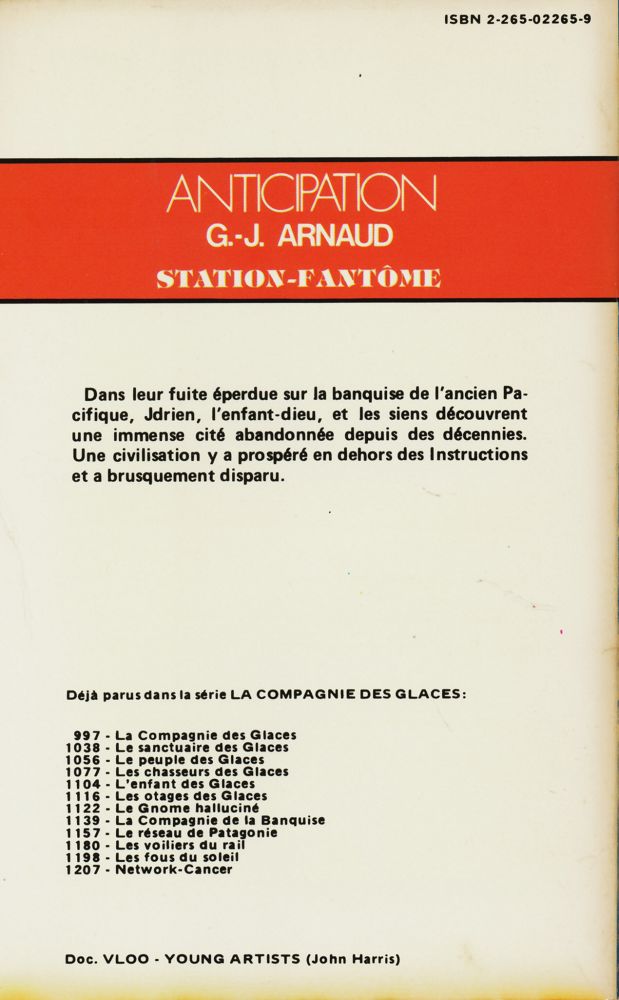 ISBN 2-265-02265-9
ANTICIPATION
G.-J. ARNAUD
STATION-FANTÔME
Dans leur fuite éperdue sur la banquise de l'ancien Pa-
cifique, Jdrien, l'enfant-dieu, et les siens découvrent
une immense cité abandonnée depuis des décennies.
Une civilisation y a prospéré en dehors des Instructions
et a brusquement disparu.
Déjà parus dans la série LA COMPAGNIE DES GLACES:
997 - La Compagnie des Glaces
1038 - Le sanctuaire des Glaces
1056 - Le peuple des Glaces
1077 - Les chasseurs des Glaces
1104 - L'enfant des Glaces
1116 - Les otages des Glaces
1122 - Le Gnome halluciné
1139 - La Compagnie de la Banquise
1157 - Le réseau de Patagonie
1180 - Les voiliers du rail
1198 - Les fous du soleil
1207 - Network-Cancer
Doc. VLOO - YOUNG ARTISTS (John Harris)